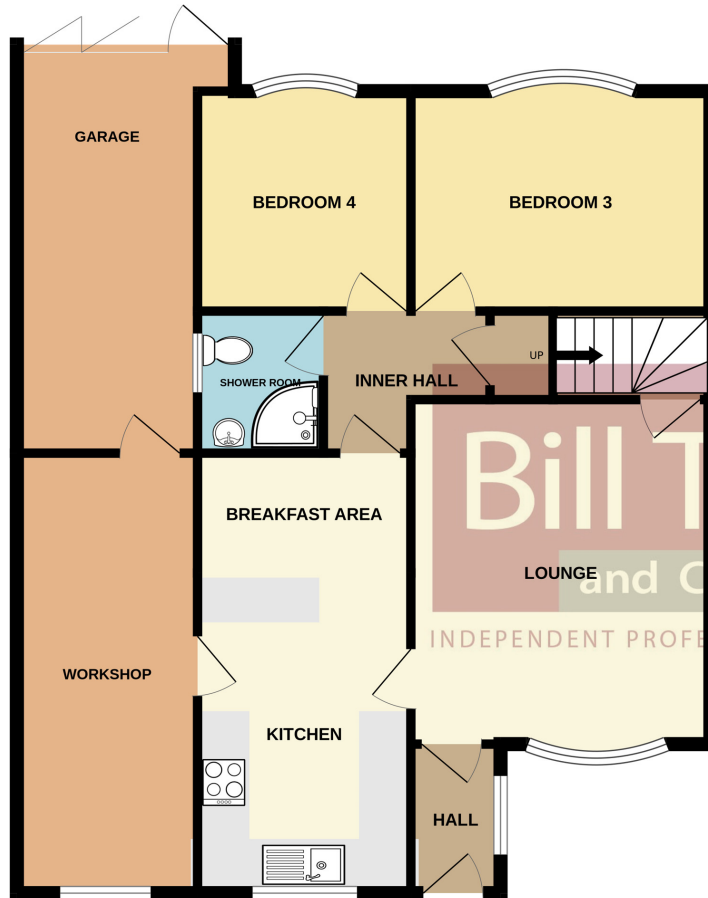 GARAGE
BEDROOM 4
BEDROOM 3
UP
SHOWER ROOM
INNER HALL
Bill T
BREAKFAST AREA
LOUNGE
and C
INDEPENDENT PROFE
WORKSHOP
KITCHEN
HALL